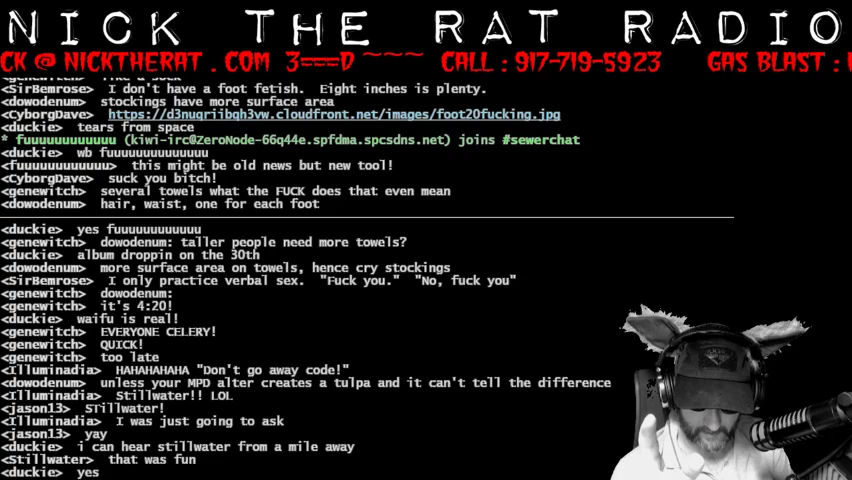 NICK THE RAT RADIO
CK @ NICKTHERAT . COM 3===D ~~~ CALL : 917-719-5923 GAS BLAST :
<SirBemrose> I don't have a foot fetish. Eight inches is plenty.
<dowodenum> stockings have more surface area
<CyborgDave> https://d3nuqriibqh3vw.cloudfront.net/images/foot20fucking.jpg
<duckie> tears from space
* fuuuuuuuuuuuu (kiwi-irc@ZeroNode-66q44e.spfdma.spcsdns.net) joins #sewerchat
<duckie> wb fuuuuuuuuuuuuu
<fuuuuuuuuuuuu> this might be old news but new tool!
<CyborgDave> suck you bitch!
<genewitch> several towels what the FUCK does that even mean
<dowodenum> hair, waist, one for each foot
<duckie> yes fuuuuuuuuuuuu
<genewitch> dowodenum: taller people need more towels?
<duckie> album droppin on the 30th
<dowodenum> more surface area on towels, hence cry stockings
<SirBemrose> I only practice verbal sex. "Fuck you." "No, fuck you"
<genewitch> dowodenum:
<genewitch> it's 4:20!
<duckie> waifu is real!
<genewitch> EVERYONE CELERY!
<genewitch> QUICK!
<genewitch> too late
<Illuminadia> HAHAHAHAHA "Don't go away code!"
<dowodenum> unless your MPD alter creates a tulpa and it can't tell the difference
<Illuminadia> Stillwater!! LOL
<jason13> STillwater!
<Illuminadia> I was just going to ask
<jason13> yay
<duckie> i can hear stillwater from a mile away
<Stillwater> that was fun
<duckie> yes